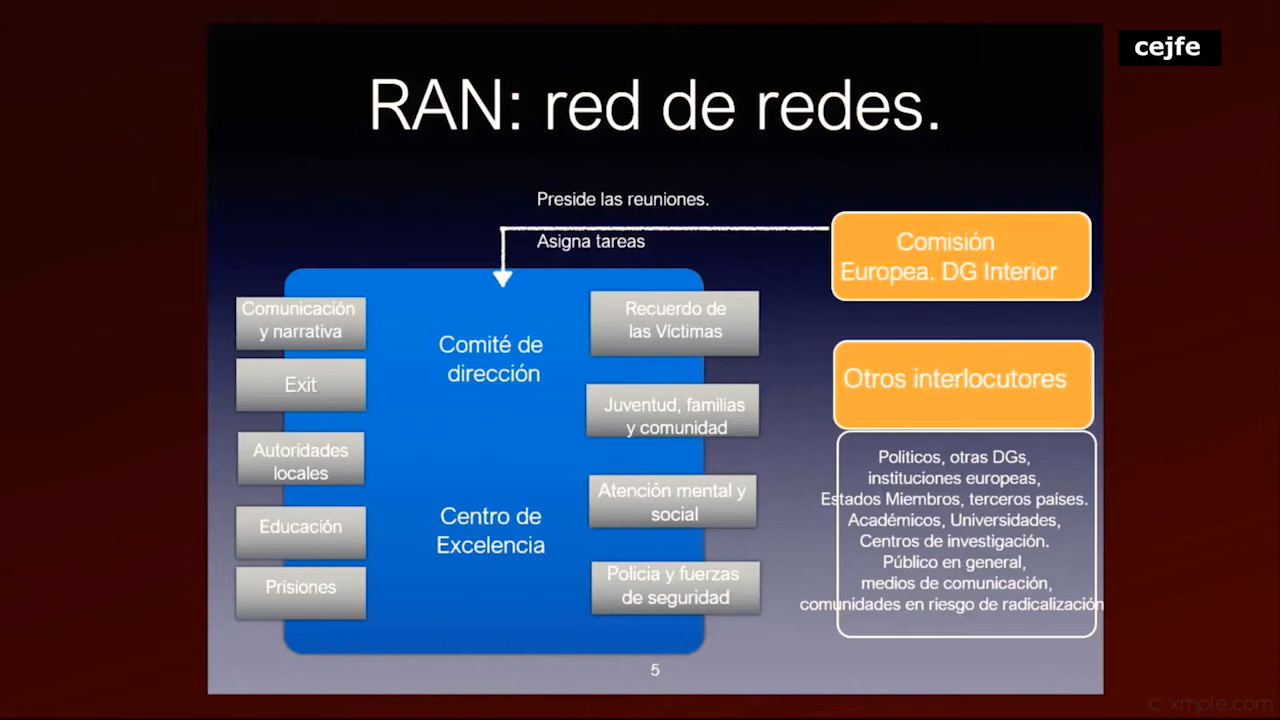 cejfe
RAN: red de redes.
Preside las reuniones.
Asigna tareas
Comisión
Europea. DG Interior
Comunicación
y narrativa
Exit
Autoridades
locales
Educación
Prisiones
Comité de
dirección
Centro de
Excelencia
Recuerdo de
las Víctimas
Juventud, familias
y comunidad
Atención mental y
social
Policia y fuerzas
de seguridad
Otros interlocutores
Politicos, otras DGs,
instituciones europeas,
Estados Miembros, terceros países.
Académicos, Universidades,
Centros de investigación.
Público en general,
medios de comunicación,
comunidades en riesgo de radicalización
5
© xmple.com